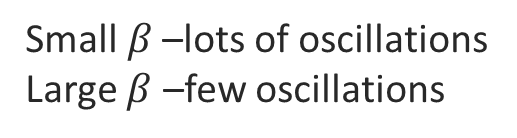 Small β –lots of oscillations
Large β –few oscillations